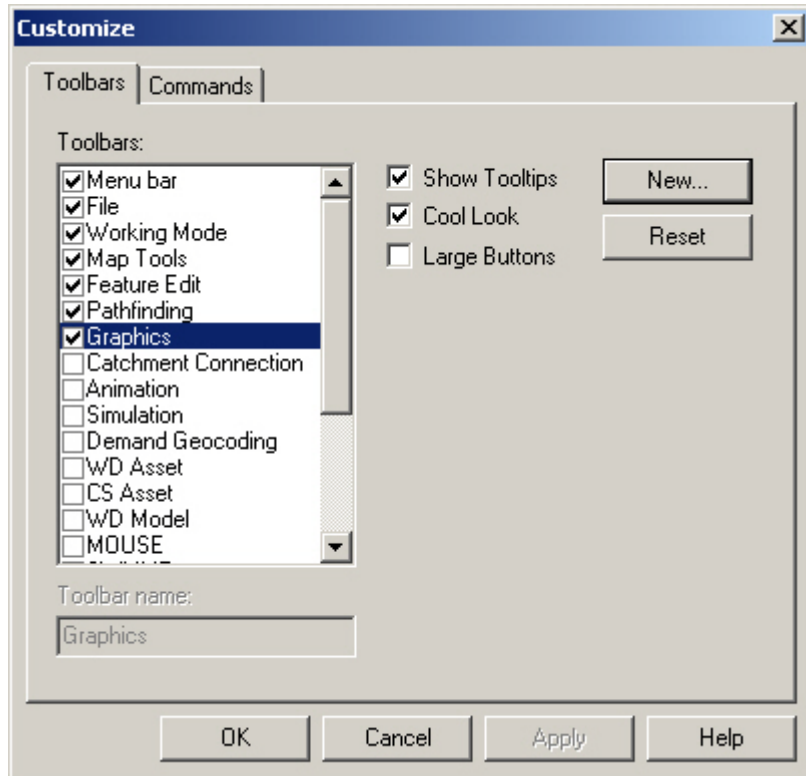 Customize
Toolbars Commands
Toolbars:
Menu bar
File
Working Mode
Map Tools
Feature Edit
Pathfinding
Graphics
Catchment Connection
Animation
Simulation
Demand Geocoding
WD Asset
CS Asset
WD Model
MOUSE
Show Tooltips
Cool Look
Large Buttons
New...
Reset
Toolbar name:
Graphics
OK Cancel Apply Help